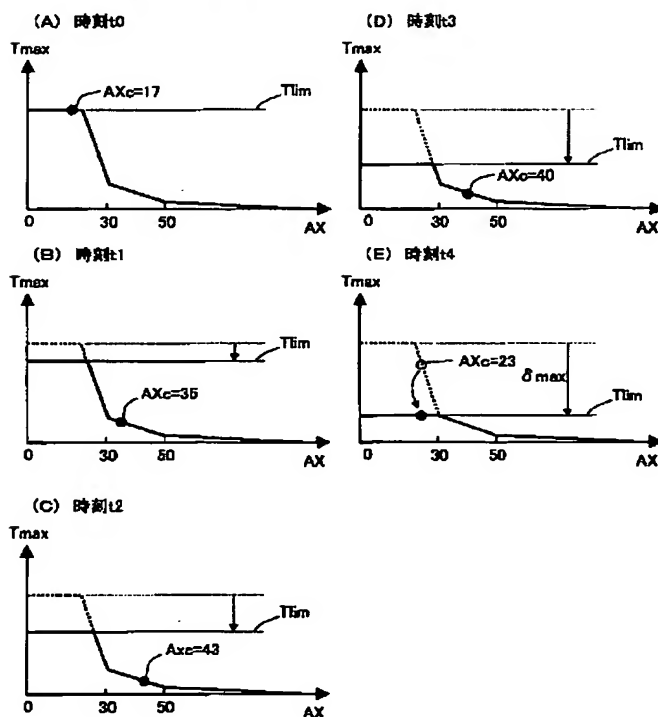 (A) 時刻t0
Tmax
AXc=17
Tlim
0
30
50
AX
(B) 時刻t1
Tmax
Tlim
AXc=35
0
30
50
AX
(C) 時刻t2
Tmax
Tlim
Axc=43
0
30
50
AX
(D) 時刻t3
Tmax
Tlim
AXc=40
0
30
50
AX
(E) 時刻t4
Tmax
AXc=23
δmax
Tlim
0
30
50
AX